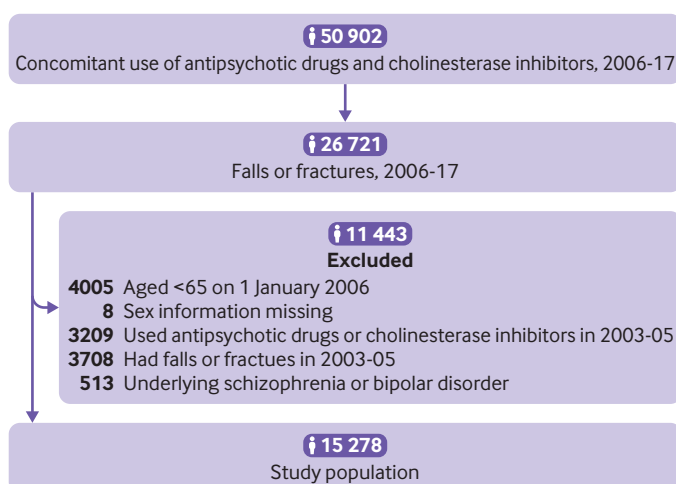 50 902
Concomitant use of antipsychotic drugs and cholinesterase inhibitors, 2006-17
26 721
Falls or fractures, 2006-17
11 443
Excluded
4005 Aged <65 on 1 January 2006
8 Sex information missing
3209 Used antipsychotic drugs or cholinesterase inhibitors in 2003-05
3708 Had falls or fractues in 2003-05
513 Underlying schizophrenia or bipolar disorder
15 278
Study population